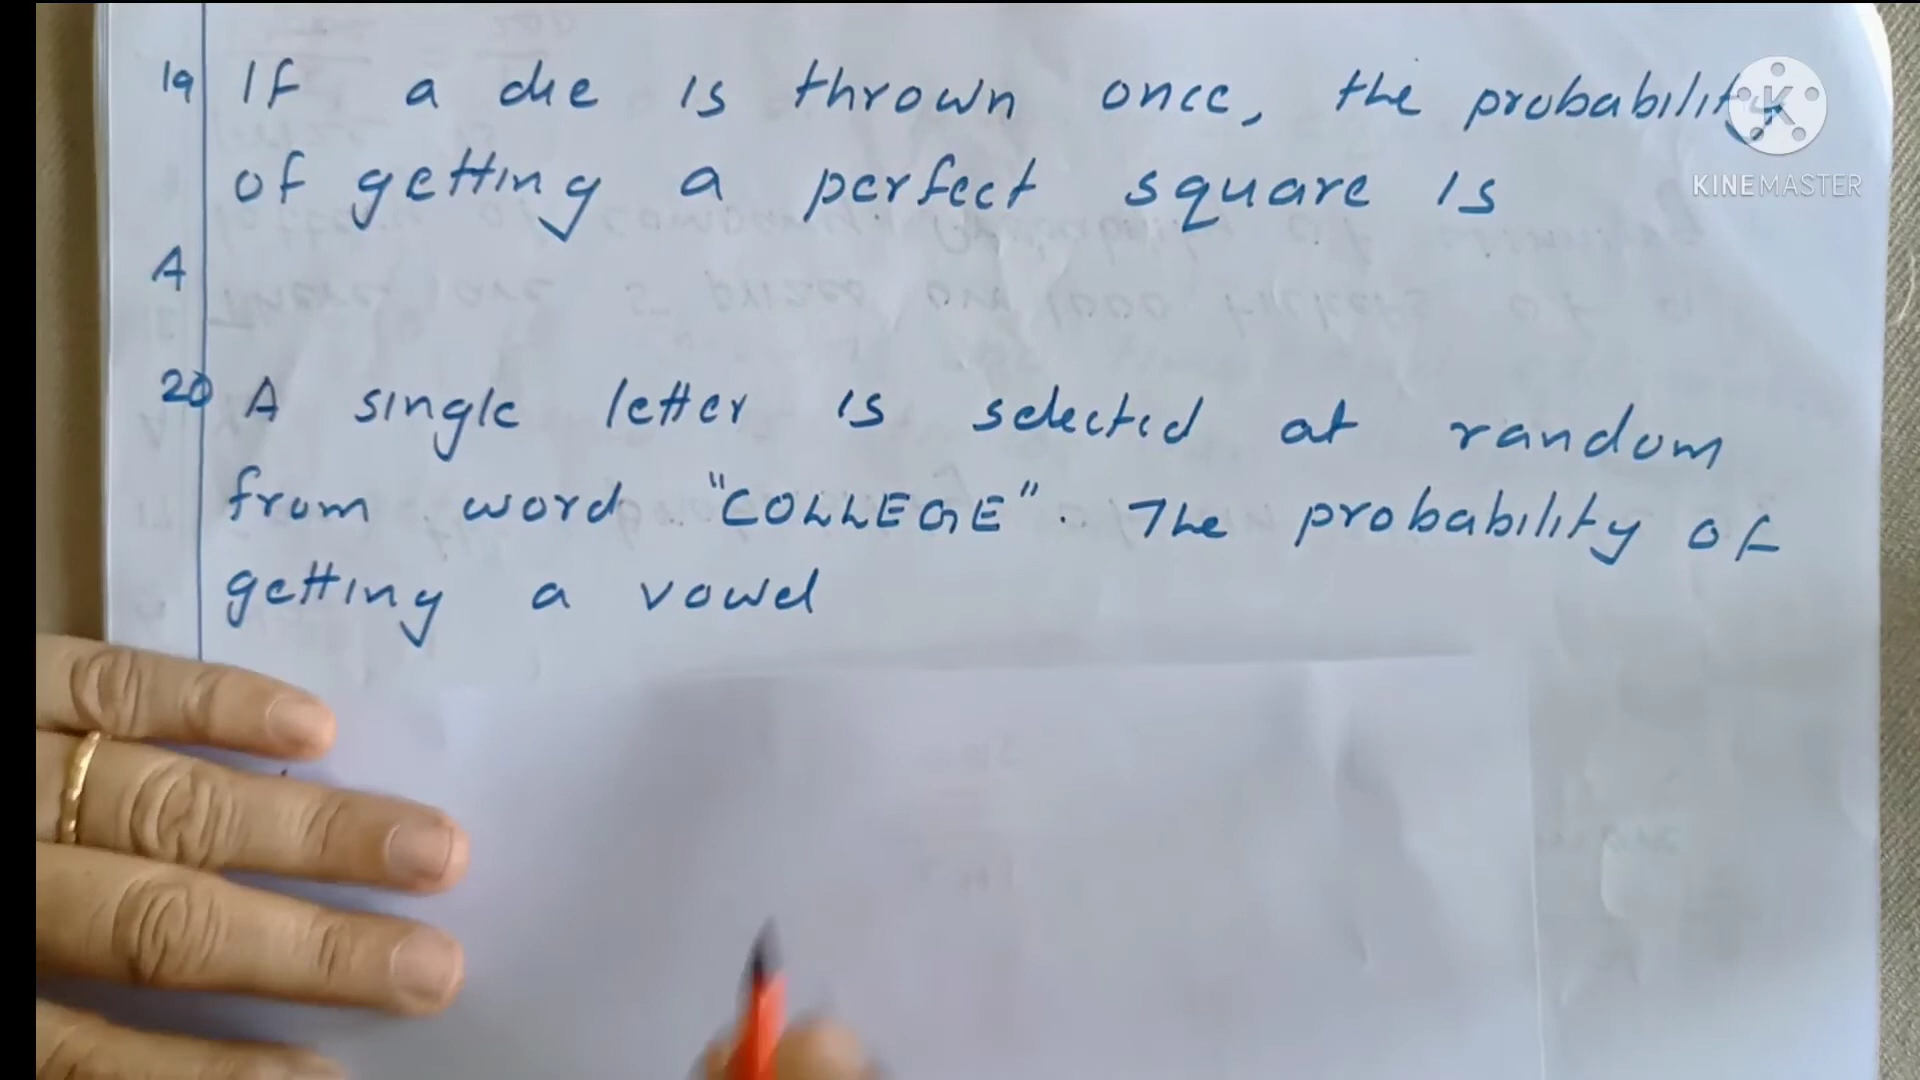 19 If a die is thrown once, the probability
KINEMASTER
of getting a perfect square is
A
20 A single letter is selected at random
from word "COLLEGE". The probability of
getting a vowel